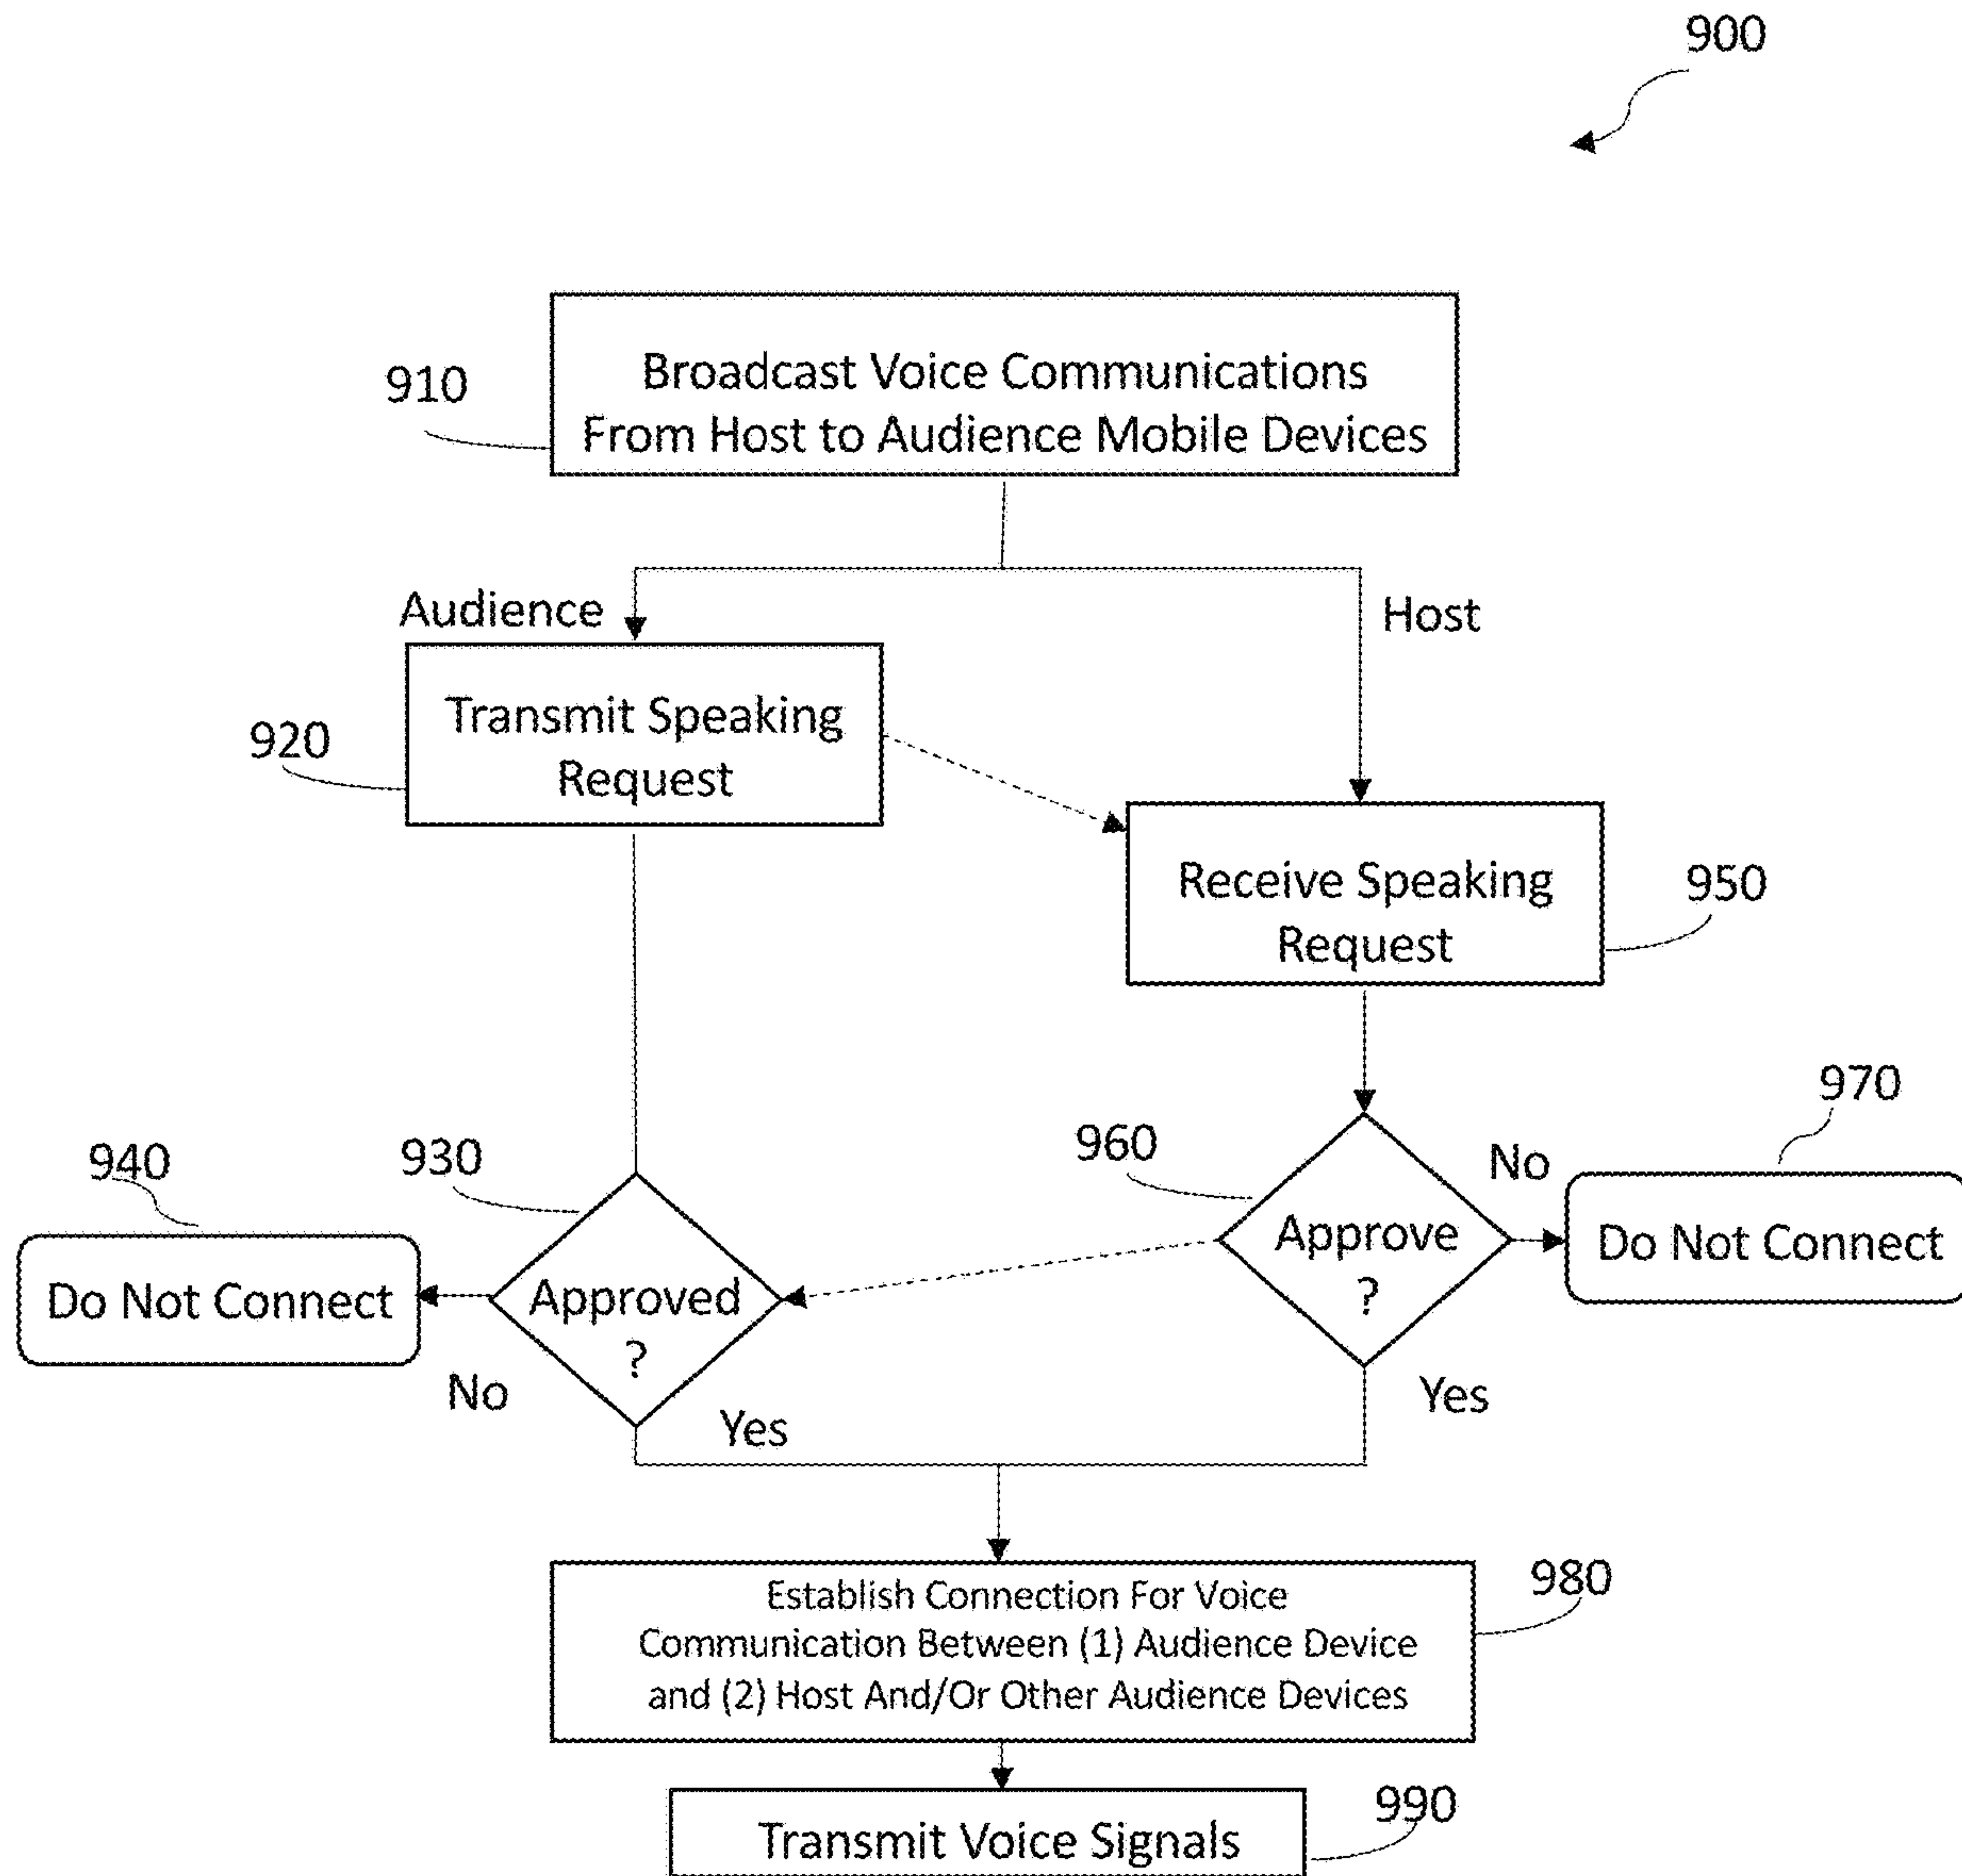 900
Broadcast Voice Communications
From Host to Audience Mobile Devices
910
Audience
Host
Transmit Speaking
Request
920
Receive Speaking
Request
950
970
960
No
940
930
Approve
?
Do Not Connect
Do Not Connect
Approved
?
No
Yes
Yes
Establish Connection For Voice
Communication Between (1) Audience Device
and (2) Host And/Or Other Audience Devices
980
Transmit Voice Signals
990